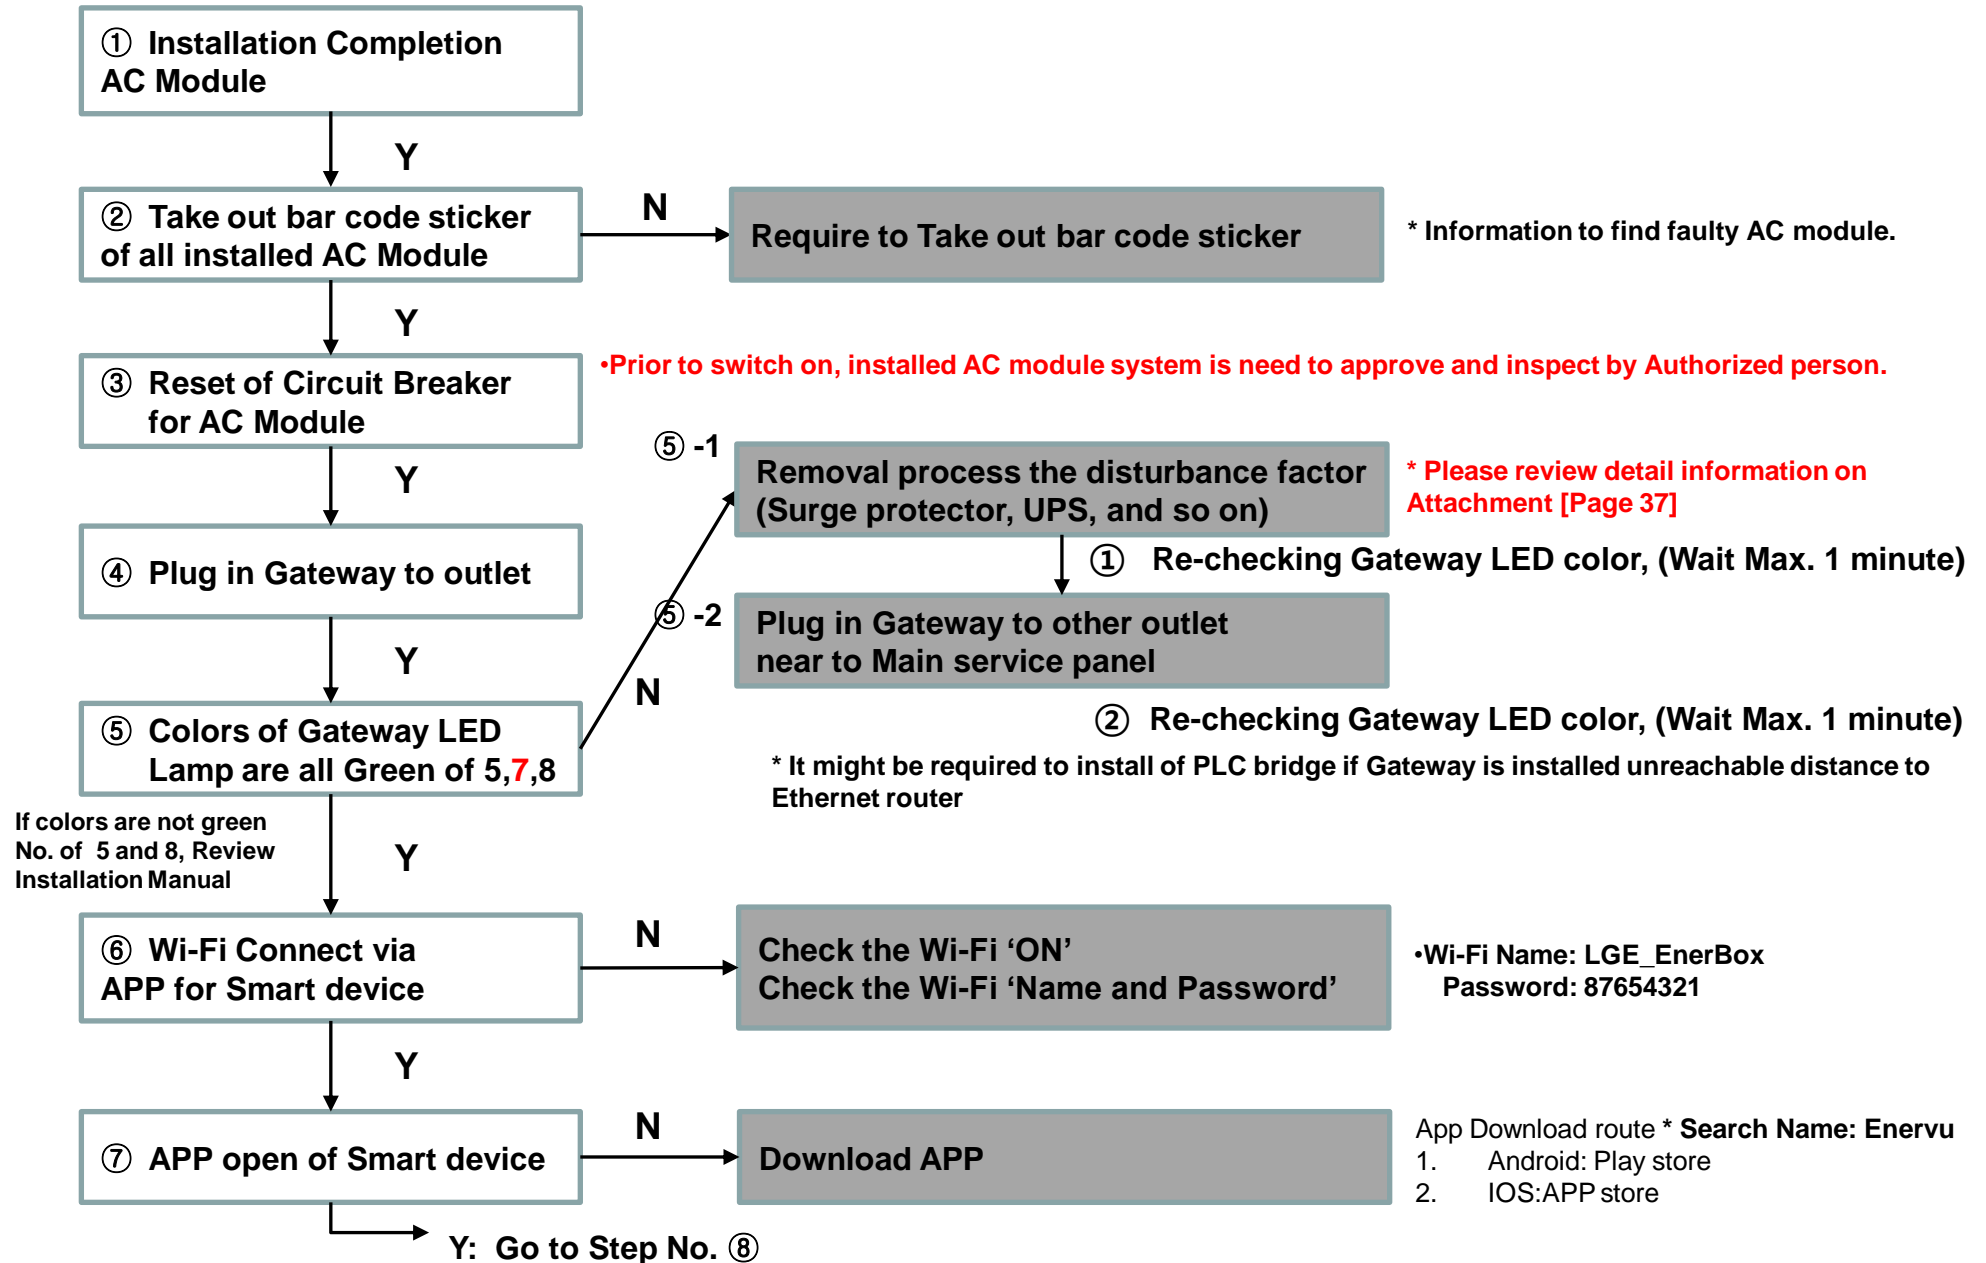 ① Installation Completion
AC Module
Y
② Take out bar code sticker
of all installed AC Module
N
Require to Take out bar code sticker
* Information to find faulty AC module.
Y
③ Reset of Circuit Breaker
for AC Module
•Prior to switch on, installed AC module system is need to approve and inspect by Authorized person.
Y
⑤ -1
Removal process the disturbance factor
(Surge protector, UPS, and so on)
* Please review detail information on
Attachment [Page 37]
④ Plug in Gateway to outlet
① Re-checking Gateway LED color, (Wait Max. 1 minute)
⑤ -2
Plug in Gateway to other outlet
near to Main service panel
Y
N
⑤ Colors of Gateway LED
Lamp are all Green of 5,7,8
② Re-checking Gateway LED color, (Wait Max. 1 minute)
* It might be required to install of PLC bridge if Gateway is installed unreachable distance to
Ethernet router
If colors are not green
No. of 5 and 8, Review
Installation Manual
Y
⑥ Wi-Fi Connect via
APP for Smart device
N
Check the Wi-Fi ‘ON’
Check the Wi-Fi ‘Name and Password’
•Wi-Fi Name: LGE_EnerBox
Password: 87654321
Y
⑦ APP open of Smart device
N
Download APP
App Download route * Search Name: Enervu
1. Android: Play store
2. IOS:APP store
Y: Go to Step No. ⑧